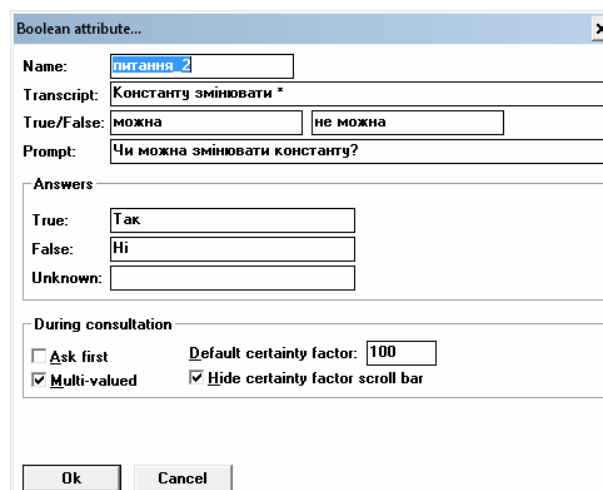 Boolean attribute...
Name: питання_2
Transcript: Константу змінювати *
True/False: можна не можна
Prompt: Чи можна змінювати константу?
Answers
True: Так
False: Ні
Unknown:
During consultation
Ask first Default certainty factor: 100
Multi-valued Hide certainty factor scroll bar
Ok Cancel